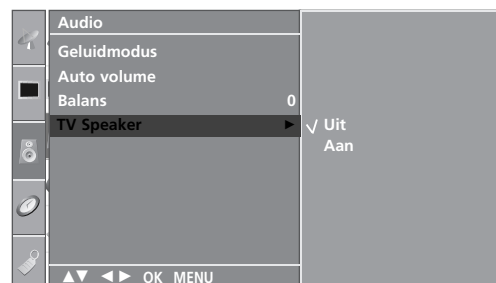 Audio
Geluidmodus
Auto volume
Balans 0
TV Speaker ► √ Uit
Aan
▲▼ ◄► OK MENU